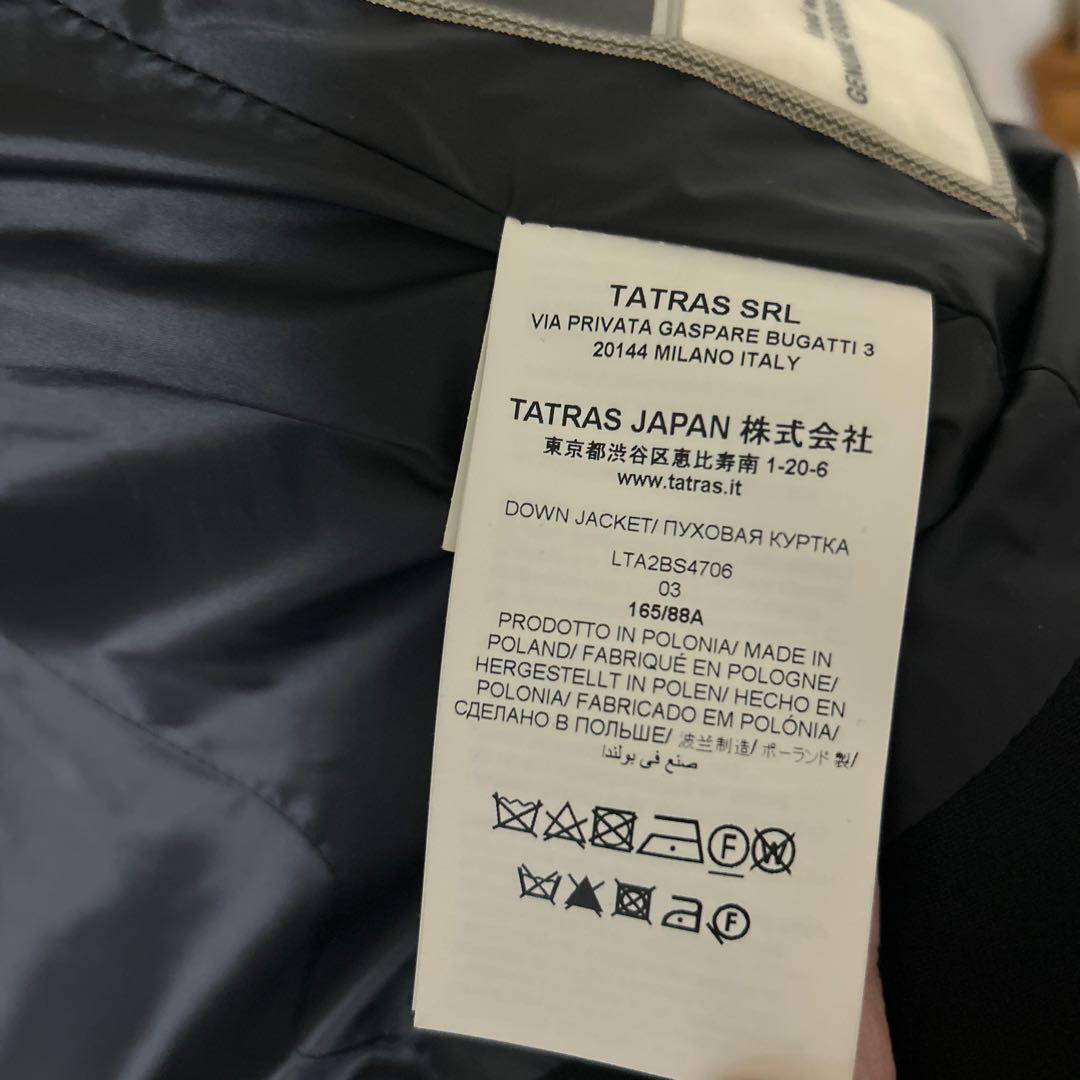 GENUINE
TATRAS SRL
VIA PRIVATA GASPARE BUGATTI 3
20144 MILANO ITALY
TATRAS JAPAN 株式会社
東京都渋谷区恵比寿南 1-20-6
www.tatras.it
DOWN JACKET/ ПУХОВАЯ КУРТКА
LTA2BS4706
03
165/88A
PRODOTTO IN POLONIA/ MADE IN
POLAND/ FABRIQUÉ EN POLOGNE/
HERGESTELLT IN POLEN/ HECHO EN
POLONIA/ FABRICADO EM POLÓNIA/
СДЕЛАНО В ПОЛЬШЕ/ 波兰制造/ ポーランド製/
صنع في بولندا
F W
F